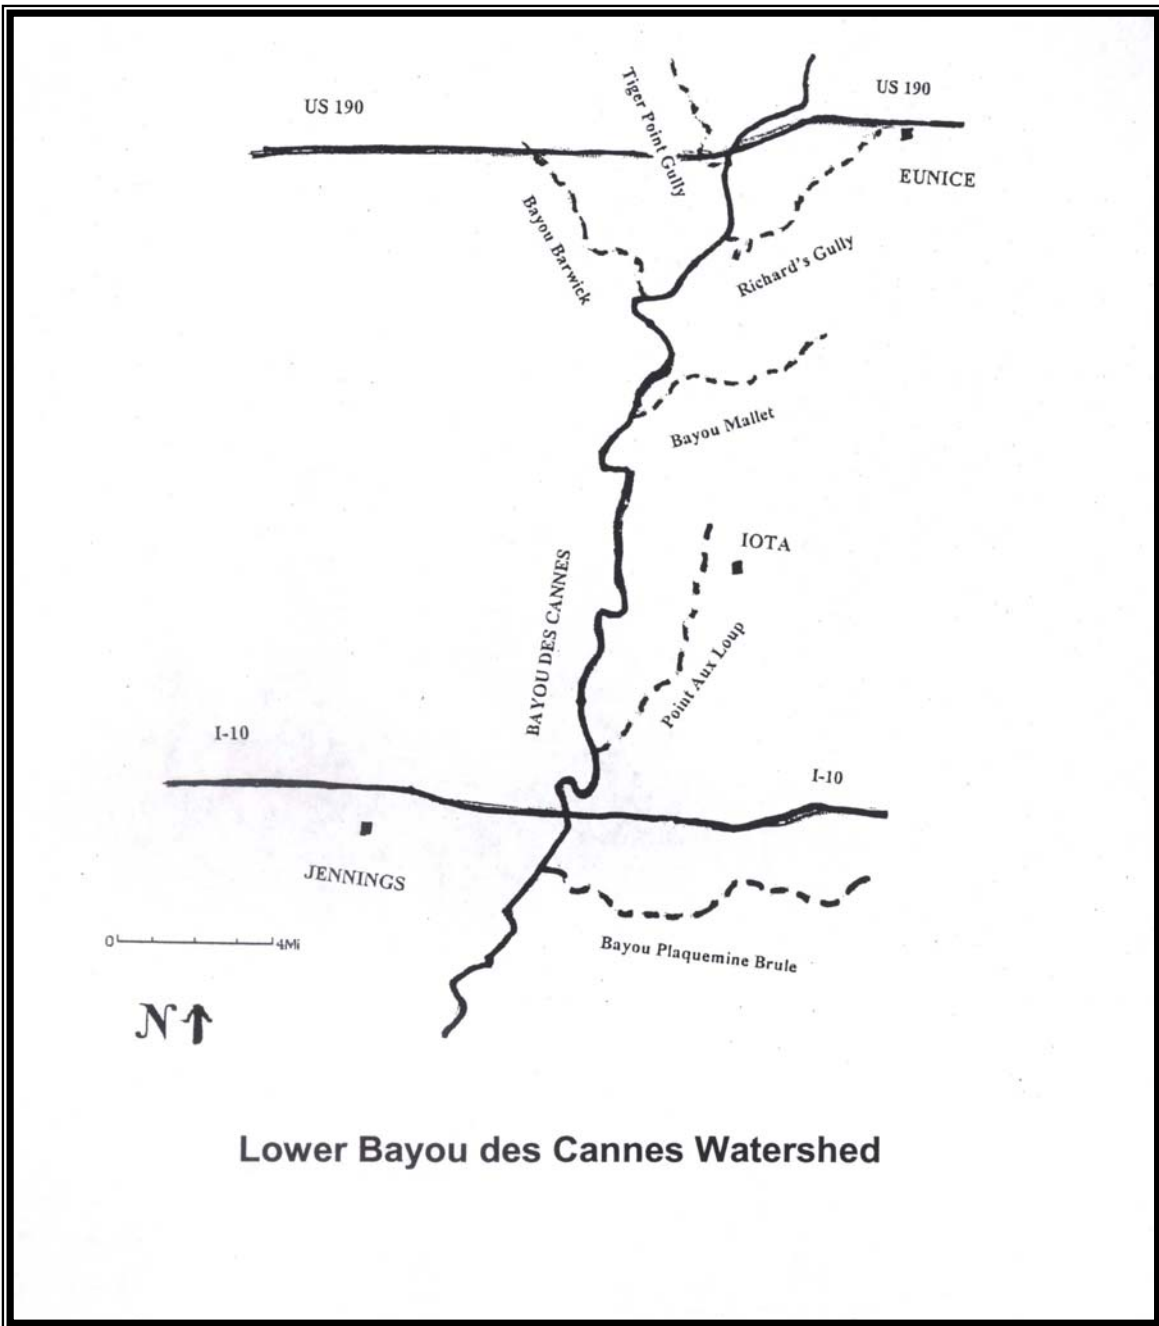 US 190
US 190
Tiger Point Gully
EUNICE
Bayou Barwick
Richard's Gully
Bayou Mallet
IOTA
BAYOU DES CANNES
Point Aux Loup
I-10
I-10
JENNINGS
0 4Mi
Bayou Plaquemine Brule
N
Lower Bayou des Cannes Watershed